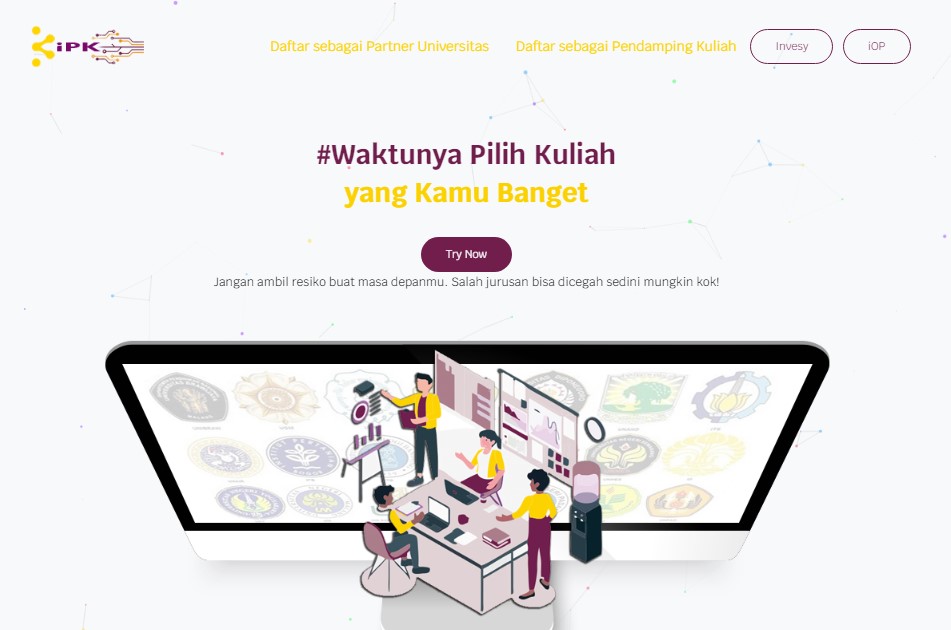 iPK
Daftar sebagai Partner Universitas
Daftar sebagai Pendamping Kuliah
Invesy
iOP
#Waktunya Pilih Kuliah
yang Kamu Banget
Try Now
Jangan ambil resiko buat masa depanmu. Salah jurusan bisa dicegah sedini mungkin kok!